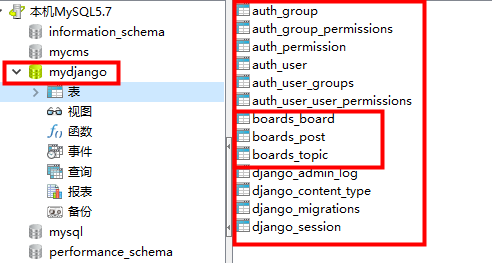 本机MySQL5.7
information_schema
mycms
mydjango
表
视图
函数
事件
查询
报表
备份
mysql
performance_schema
auth_group
auth_group_permissions
auth_permission
auth_user
auth_user_groups
auth_user_user_permissions
boards_board
boards_post
boards_topic
django_admin_log
django_content_type
django_migrations
django_session